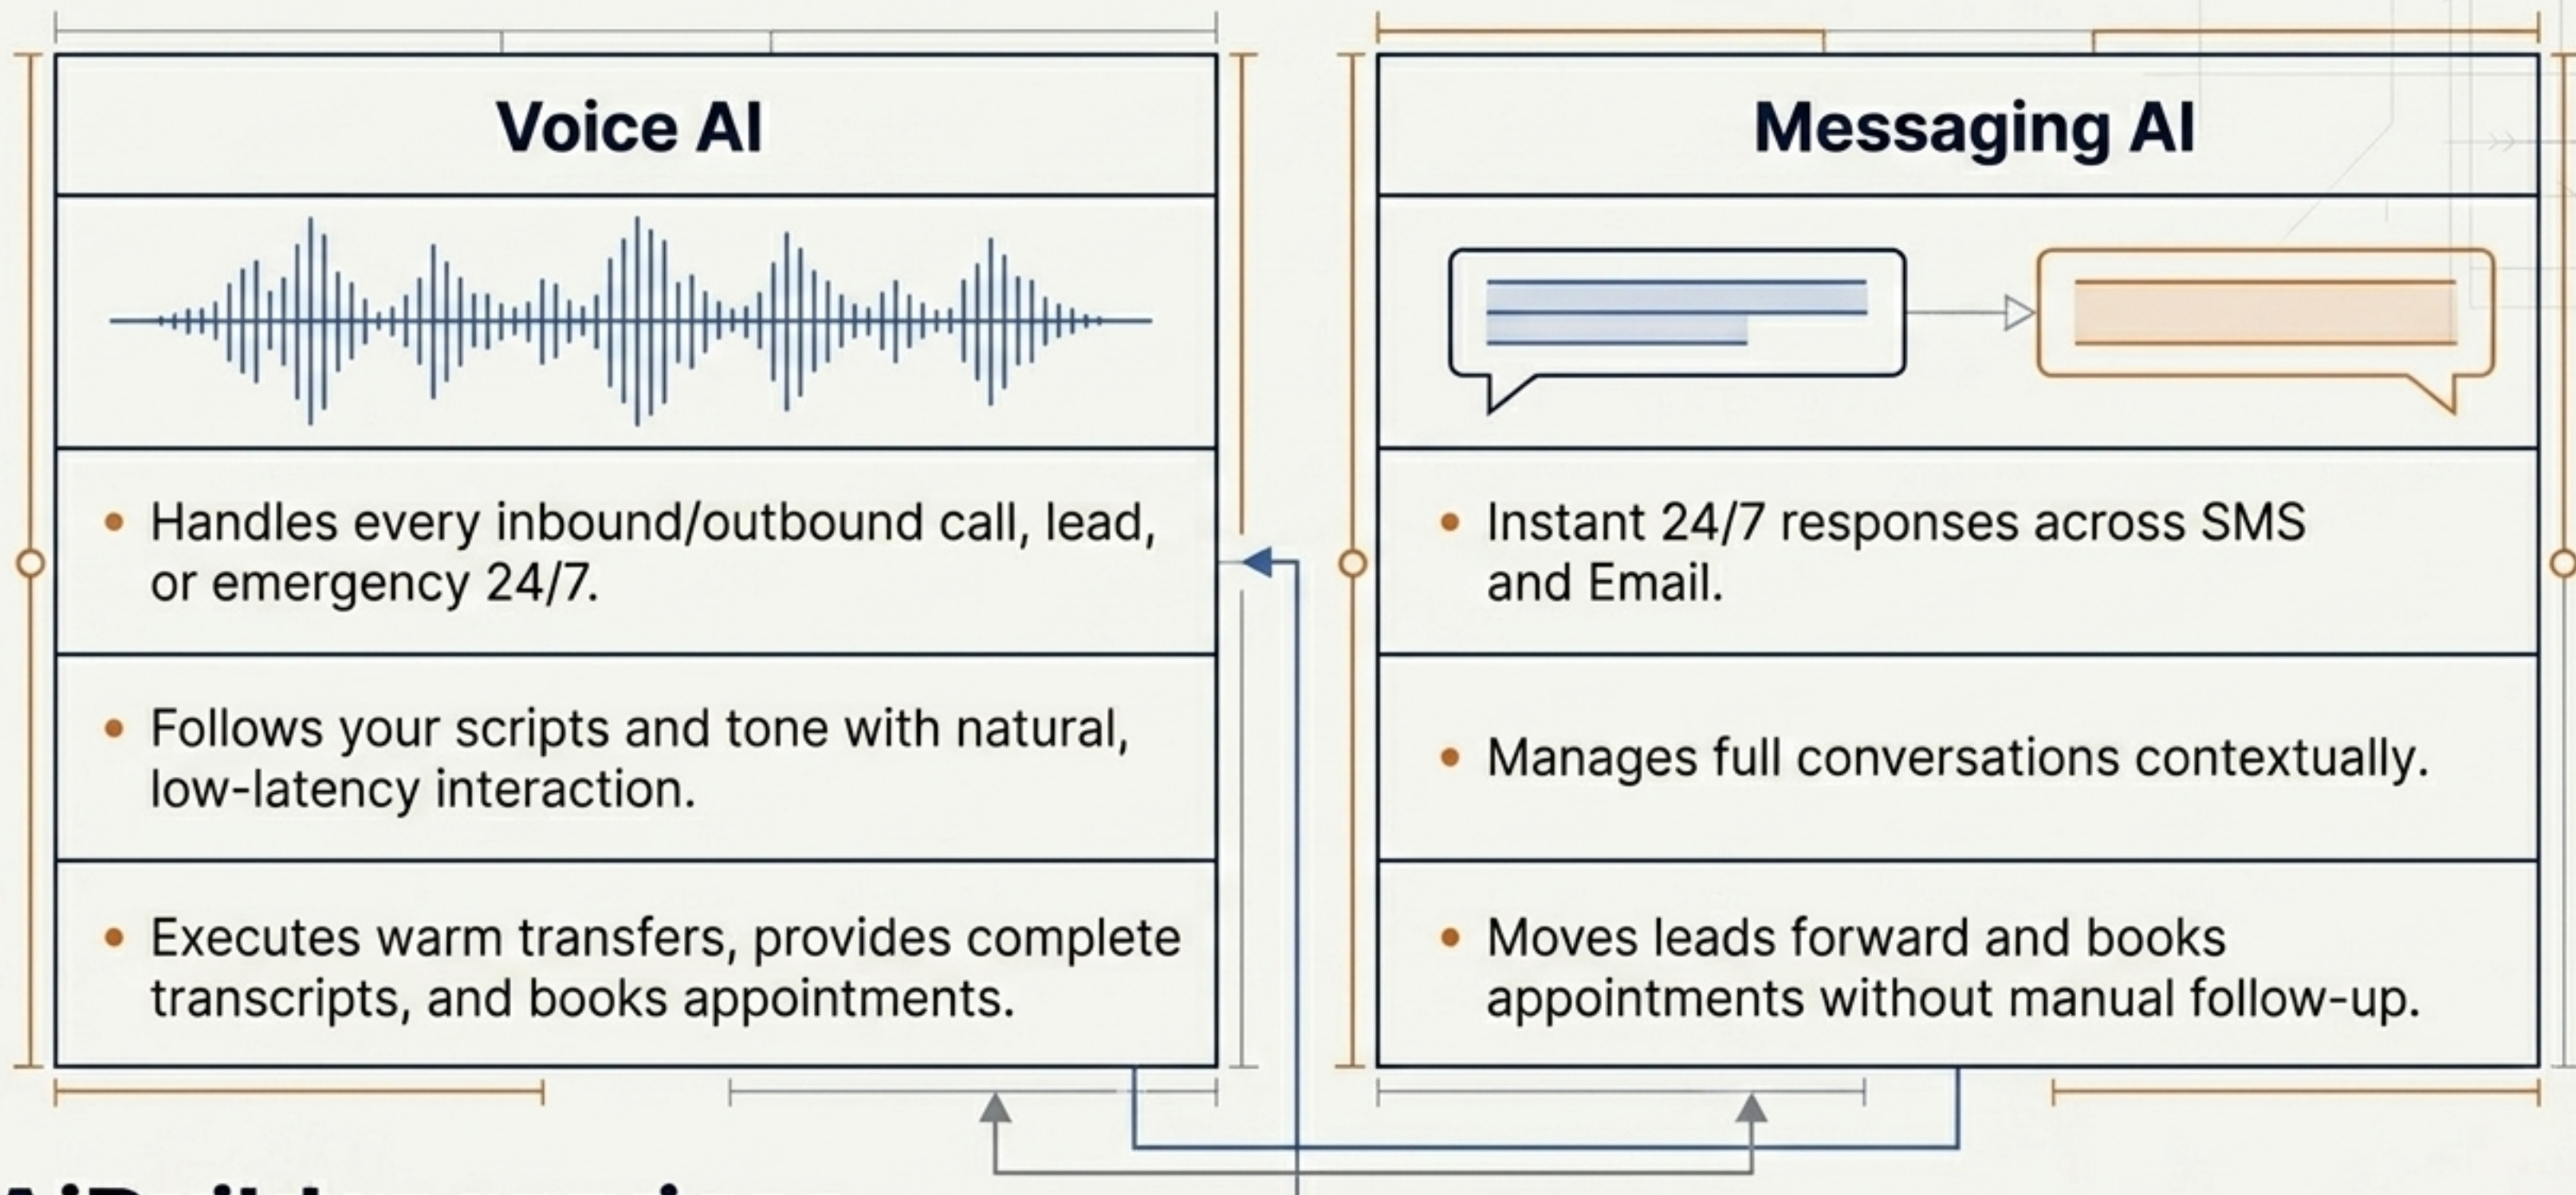 Voice AI
• Handles every inbound/outbound call, lead,
or emergency 24/7.
• Follows your scripts and tone with natural,
low-latency interaction.
• Executes warm transfers, provides complete
transcripts, and books appointments.
Messaging AI
• Instant 24/7 responses across SMS
and Email.
• Manages full conversations contextually.
• Moves leads forward and books
appointments without manual follow-up.